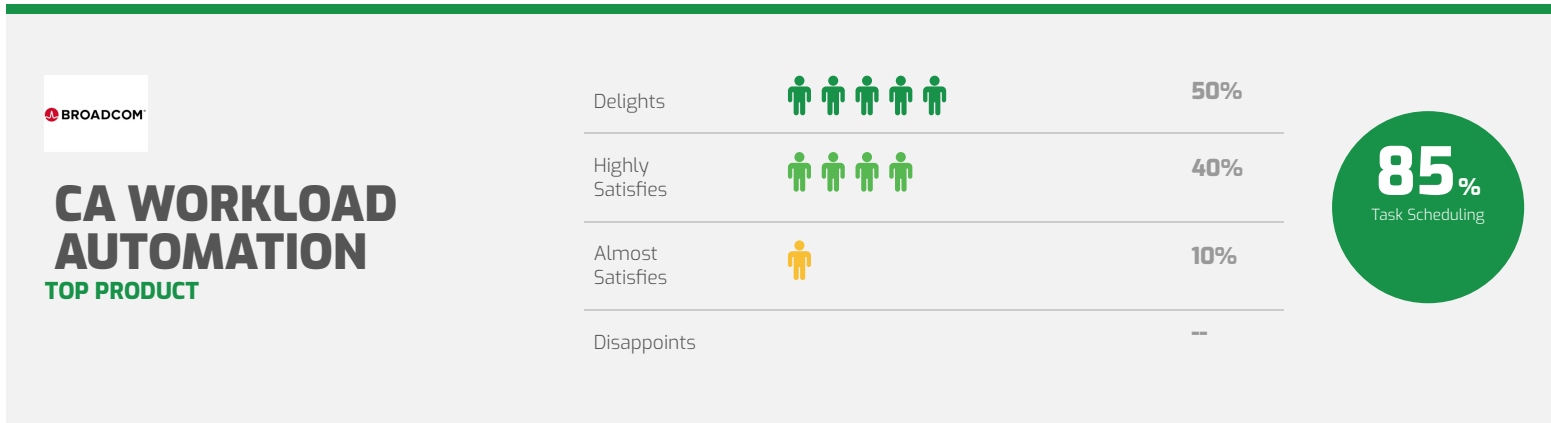 BROADCOM
CA WORKLOAD
AUTOMATION
TOP PRODUCT
Delights
50%
Highly
Satisfies
40%
Almost
Satisfies
10%
Disappoints
--
85%
Task Scheduling